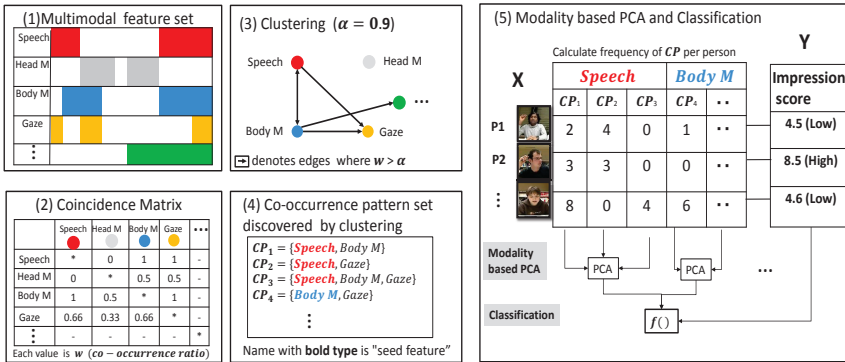 (1)Multimodal feature set
Speech
Head M
Body M
Gaze
⋮
(2) Coincidence Matrix
Speech Head M Body M Gaze ⋯
Speech * 0 1 1 -
Head M 0 * 0.5 0.5 -
Body M 1 0.5 * 1 -
Gaze 0.66 0.33 0.66 * -
⋮ - - - - *
Each value is w (co − occurrence ratio)
(3) Clustering (α = 0.9)
Speech
Head M
⋯
Body M
Gaze
→ denotes edges where w > α
(4) Co-occurrence pattern set
discovered by clustering
CP₁ = {Speech, Body M}
CP₂ = {Speech, Gaze}
CP₃ = {Speech, Body M, Gaze}
CP₄ = {Body M, Gaze}
⋮
Name with bold type is "seed feature”
(5) Modality based PCA and Classification
Calculate frequency of CP per person
X
Y
Speech Body M
Impression
score
CP₁ CP₂ CP₃ CP₄ ··
P1 2 4 0 1 ·· 4.5 (Low)
P2 3 3 0 0 ·· 8.5 (High)
⋮ 8 0 4 6 ·· 4.6 (Low)
Modality
based PCA
PCA
PCA
...
Classification
f()